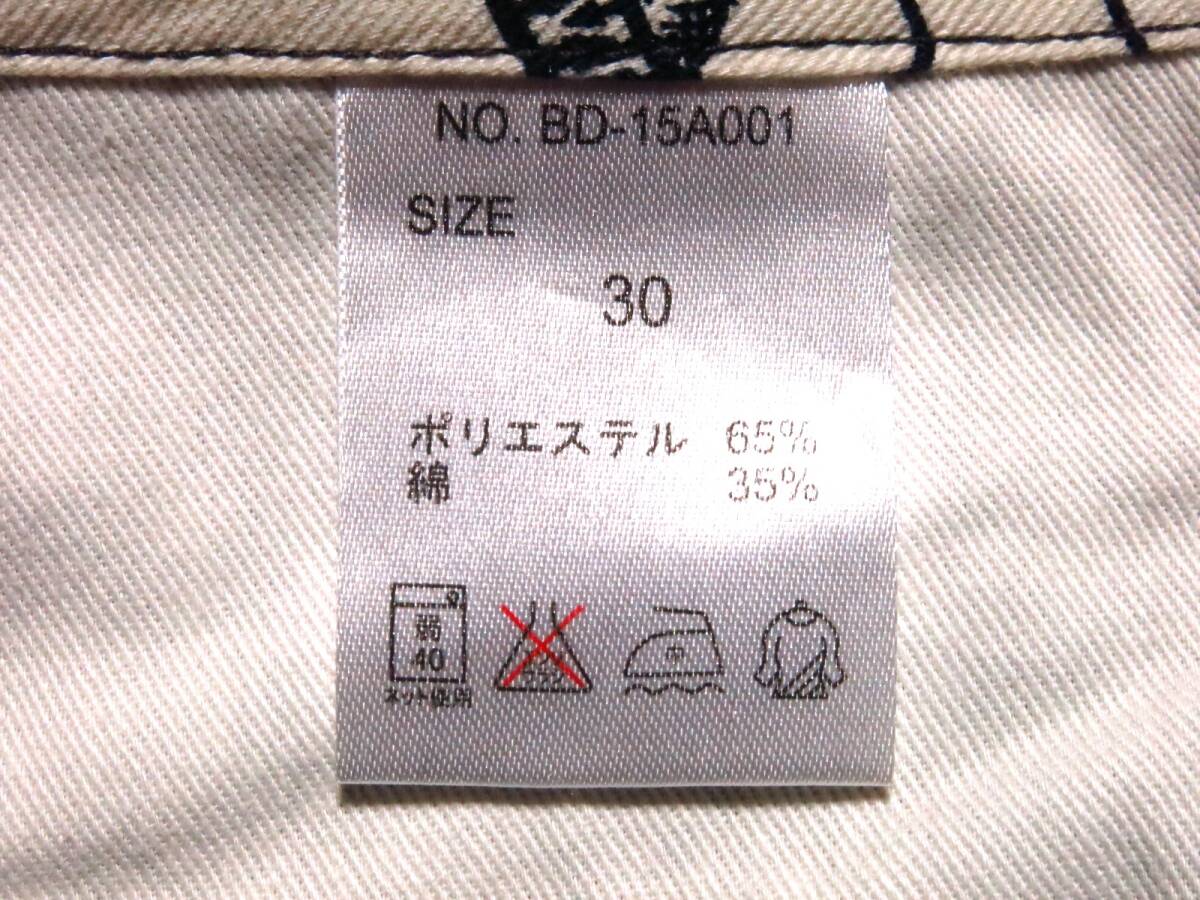 NO. BD-15A001
SIZE
30
ポリエステル 65%
綿 35%
弱
40
ネット使用
中